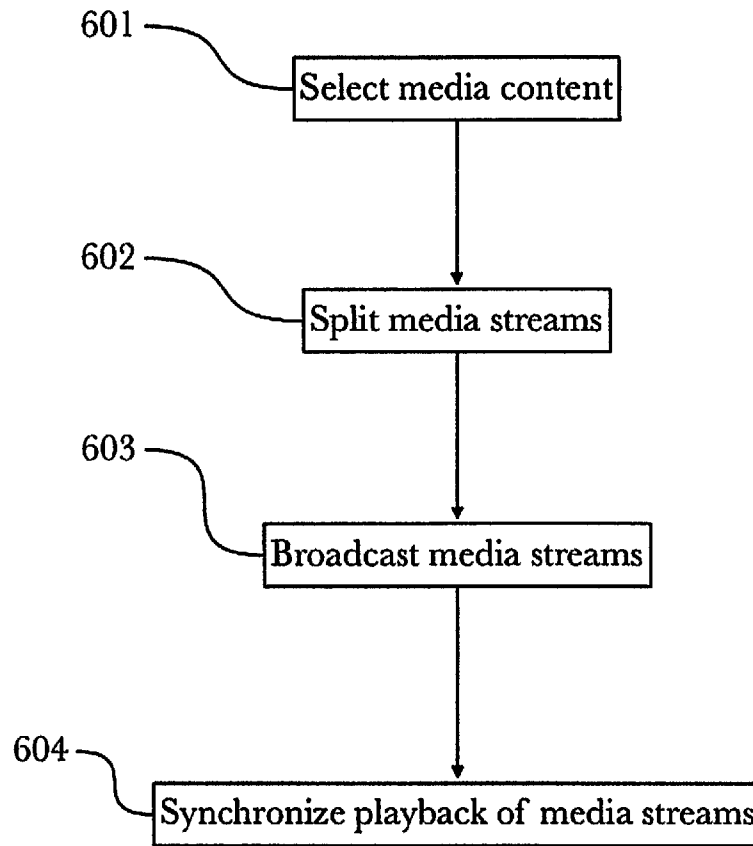 601
Select media content
602
Split media streams
603
Broadcast media streams
604
Synchronize playback of media streams